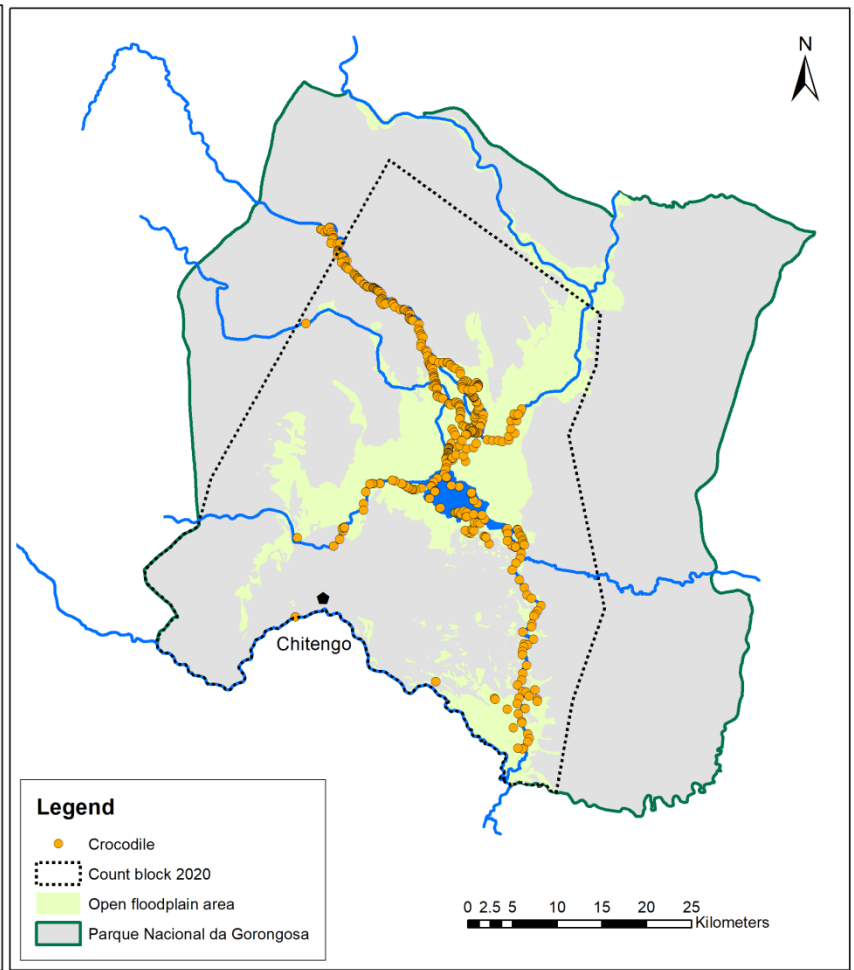 N
Chitengo
Legend
Crocodile
Count block 2020
Open floodplain area
Parque Nacional da Gorongosa
0 2.5 5 10 15 20 25
Kilometers